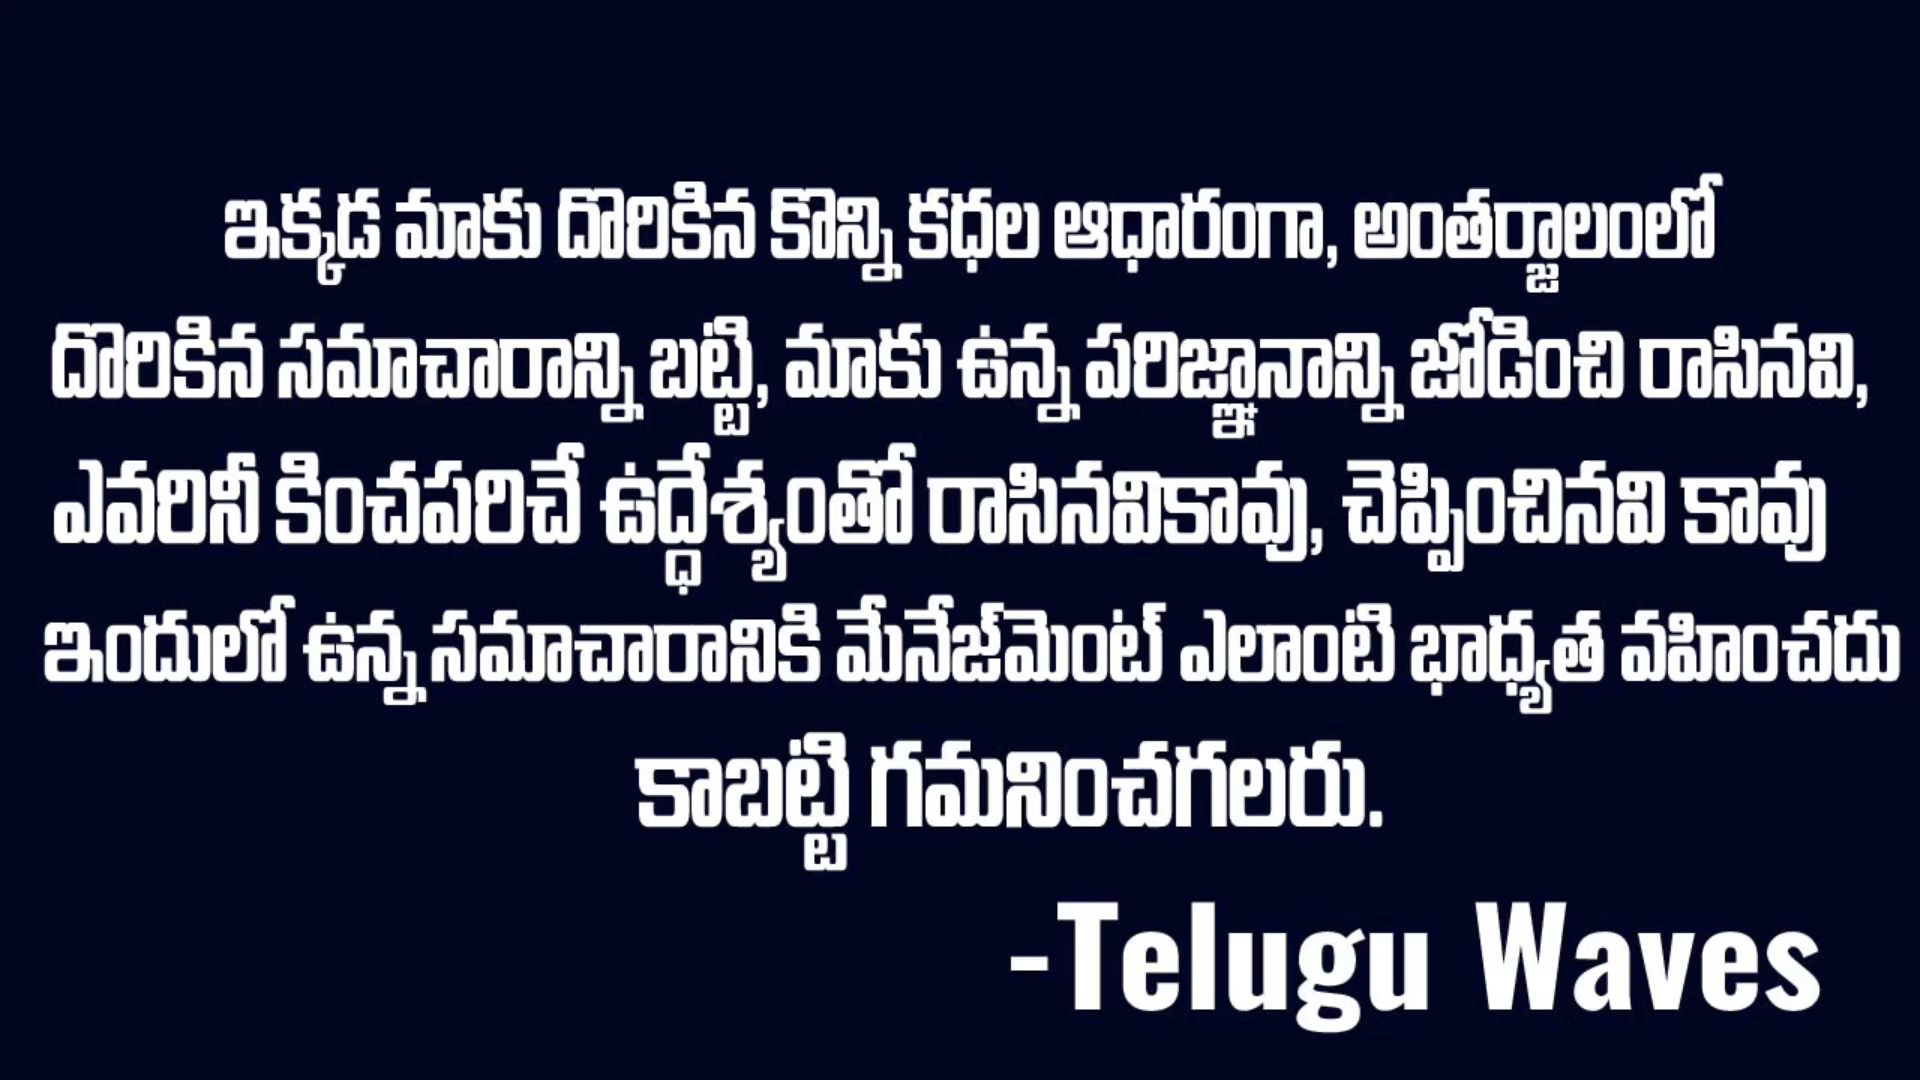 ఇక్కడ మాకు దొరికిన కొన్ని కధల ఆధారంగా, అంతర్జాలంలో
దొరికిన సమాచారాన్ని బట్టి, మాకు ఉన్న పరిజ్ఞానాన్ని జోడించి రాసినవి,
ఎవరినీ కించపరిచే ఉద్ధేశ్యంతో రాసినవికావు, చెప్పించినవి కావు
ఇందులో ఉన్న సమాచారానికి మేనేజ్‌మెంట్ ఎలాంటి భాధ్యత వహించదు
కాబట్టి గమనించగలరు.
-Telugu Waves